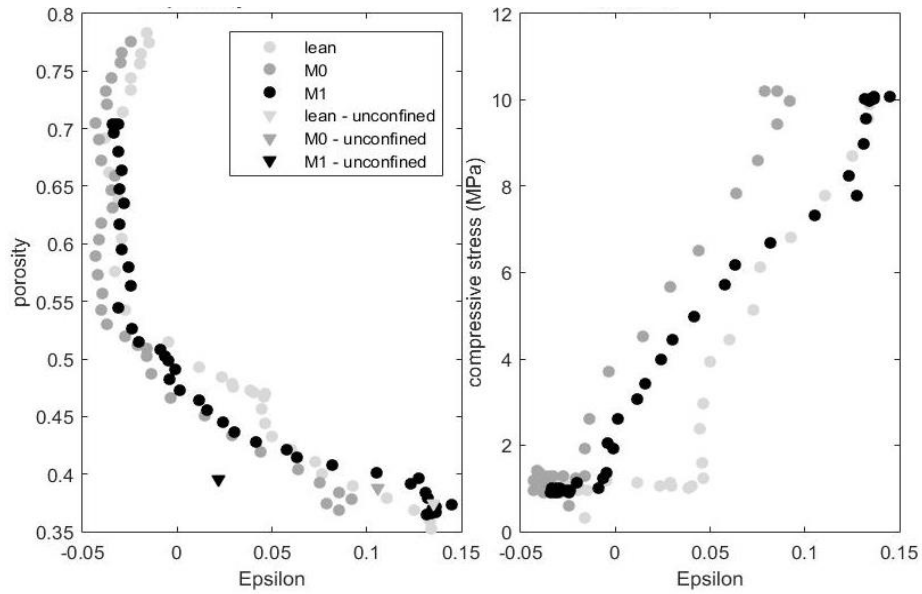 0.8
0.75
0.7
0.65
0.6
0.55
0.5
0.45
0.4
0.35
porosity
-0.05
0
0.05
0.1
0.15
Epsilon
lean
M0
M1
lean - unconfined
M0 - unconfined
M1 - unconfined
12
10
8
6
4
2
0
compressive stress (MPa)
-0.05
0
0.05
0.1
0.15
Epsilon